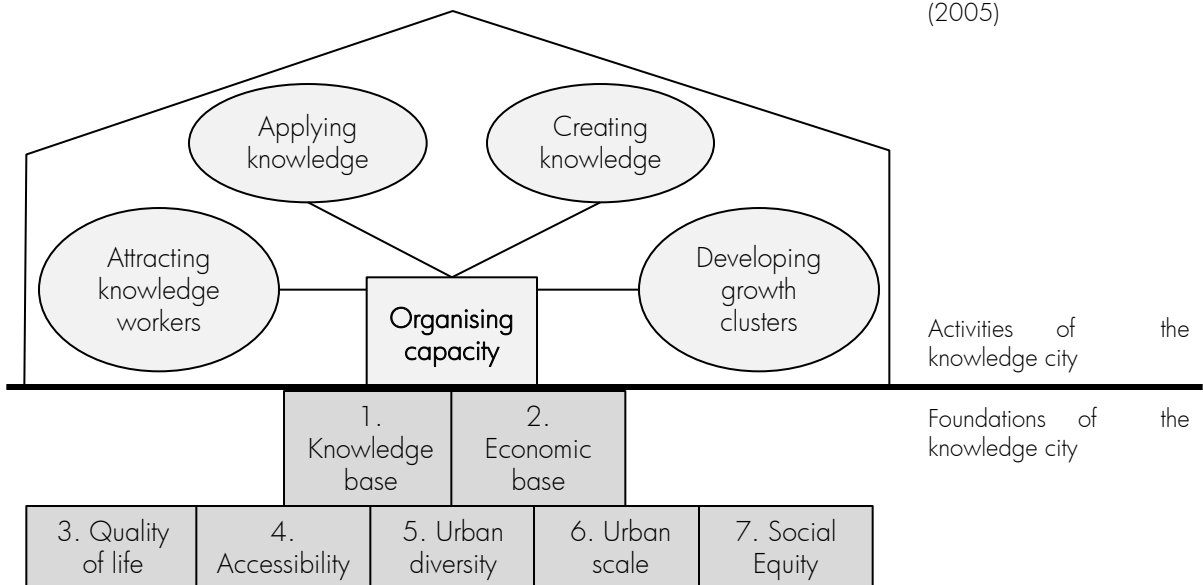 (2005)
Applying
knowledge
Creating
knowledge
Attracting
knowledge
workers
Organising
capacity
Developing
growth
clusters
Activities of the
knowledge city
Foundations of the
knowledge city
1.
Knowledge
base
2.
Economic
base
3. Quality
of life
4.
Accessibility
5. Urban
diversity
6. Urban
scale
7. Social
Equity